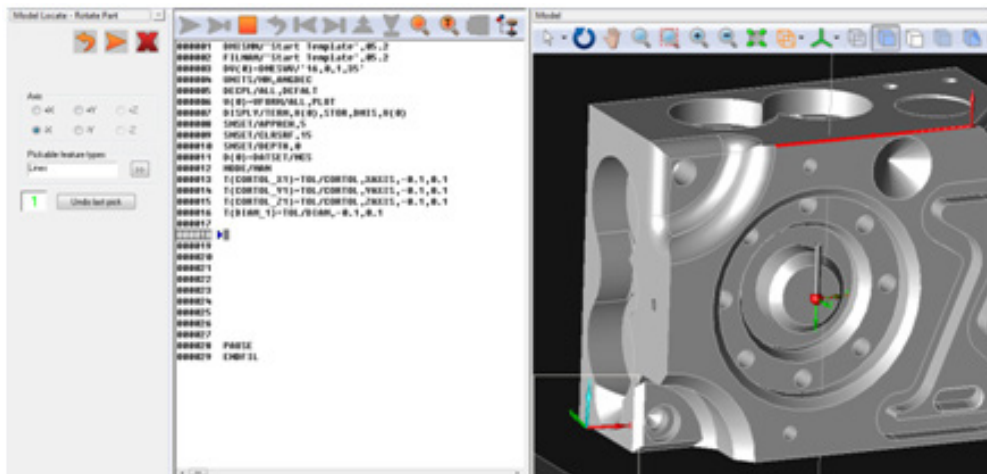 Model Locate - Rotate Part
Axis
+X +Y +Z
-X -Y -Z
Pickable feature types:
Lines
>>
1
Undo last pick
000001 DMISMN/'Start Template',05.2
000002 FILNAM/'Start Template',05.2
000003 DV(0)=DMESWV/'16,0,1,35'
000004 UNITS/MM,ANGDEC
000005 DECPL/ALL,DEFALT
000006 V(0)=VFORM/ALL,PLOT
000007 DISPLY/TERM,V(0),STOR,DMIS,V(0)
000008 SNSET/APPRCH,5
000009 SNSET/CLRSRF,15
000010 SNSET/DEPTH,0
000011 D(0)=DATSET/MCS
000012 MODE/MAN
000013 T(CORTOL_X1)=TOL/CORTOL,XAXIS,-0.1,0.1
000014 T(CORTOL_Y1)=TOL/CORTOL,YAXIS,-0.1,0.1
000015 T(CORTOL_Z1)=TOL/CORTOL,ZAXIS,-0.1,0.1
000016 T(DIAM_1)=TOL/DIAM,-0.1,0.1
000017
000019
000020
000021
000022
000023
000024
000025
000026
000027
000028 PAUSE
000029 ENDFIL
Model